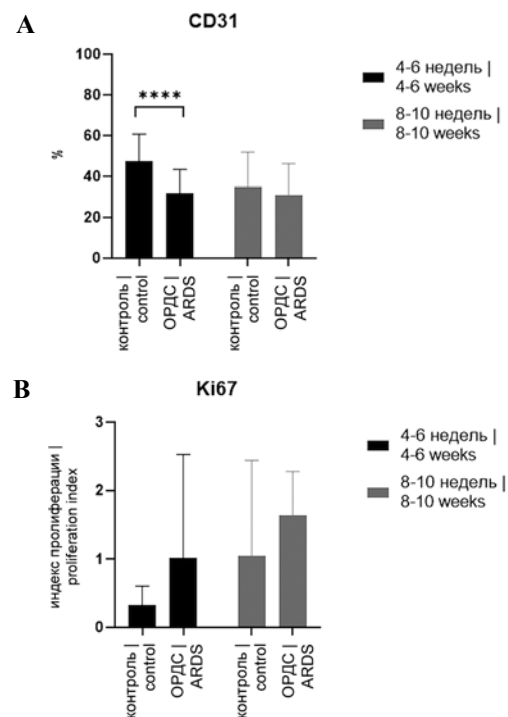 A
CD31
%
100
80
60
40
20
0
****
контроль |
control
ОРДС |
ARDS
контроль |
control
ОРДС |
ARDS
4-6 недель |
4-6 weeks
8-10 недель |
8-10 weeks
B
Ki67
индекс пролиферации |
proliferation index
3
2
1
0
контроль |
control
ОРДС |
ARDS
контроль |
control
ОРДС |
ARDS
4-6 недель |
4-6 weeks
8-10 недель |
8-10 weeks